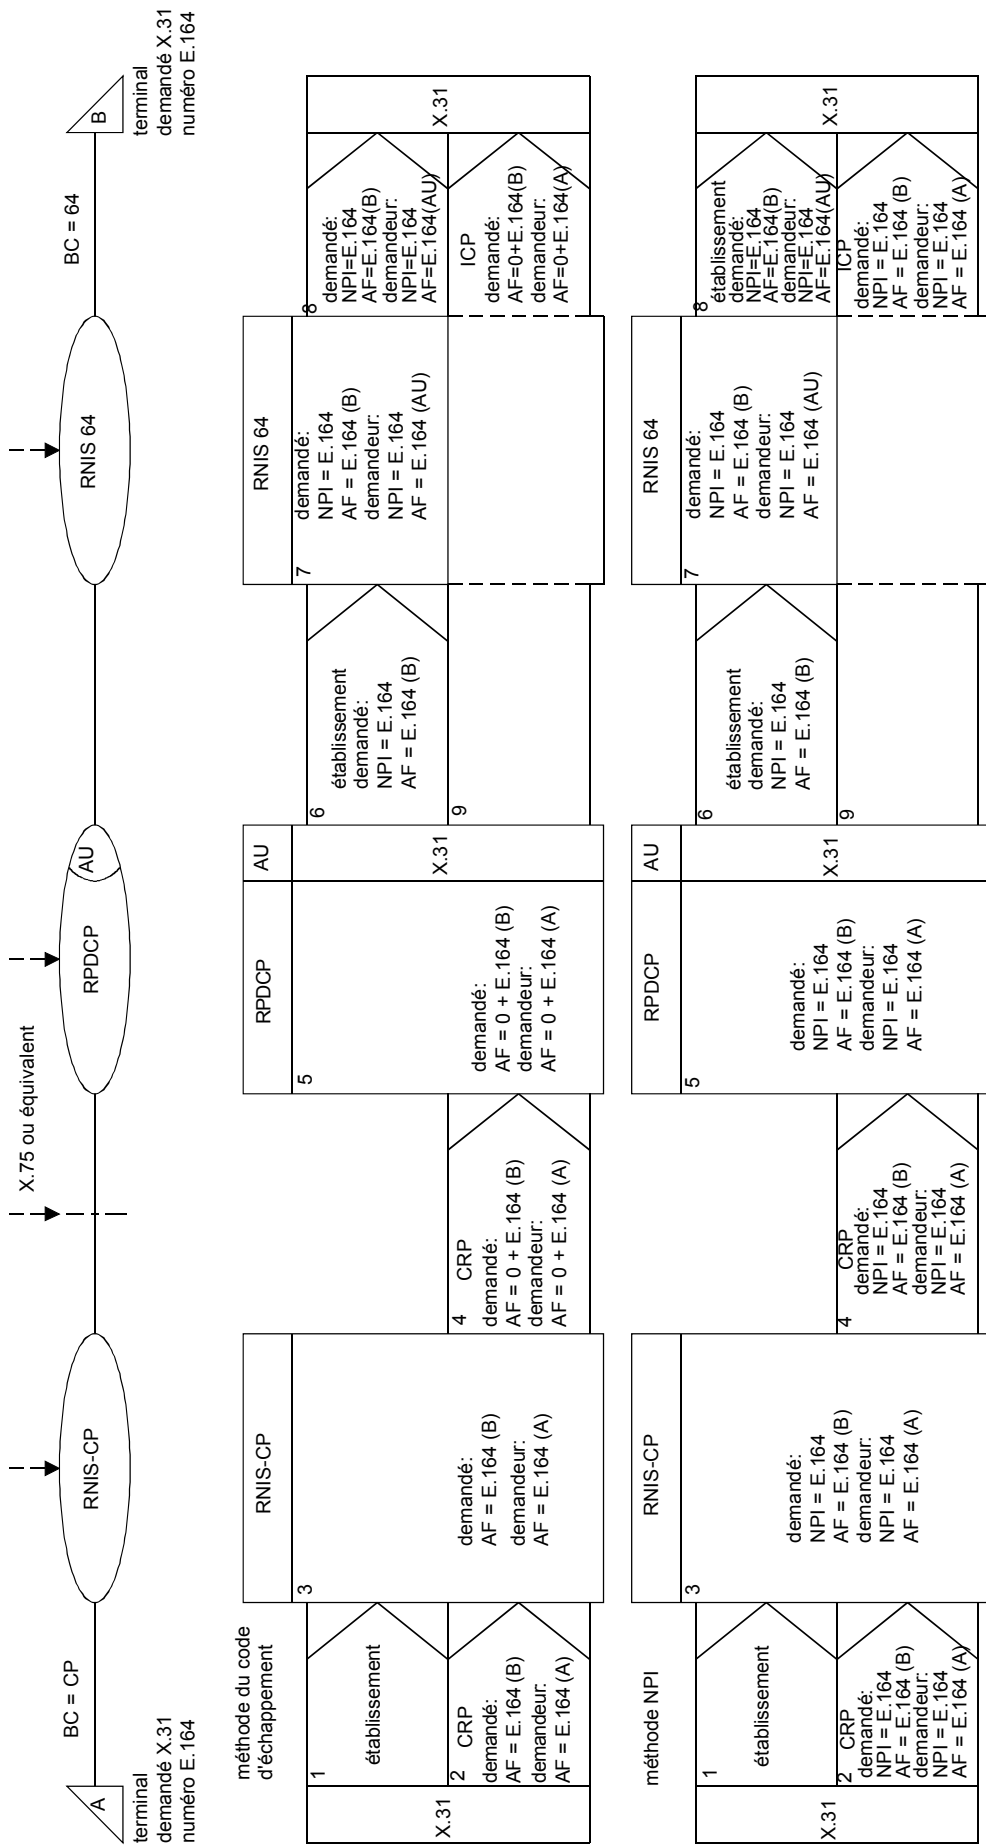 A
terminal
demandé X.31
numéro E.164
BC = CP
RNIS-CP
X.75 ou équivalent
RPDCP
AU
RNIS 64
BC = 64
B
terminal
demandé X.31
numéro E.164
méthode du code
d'échappement
X.31
1
établissement
2
CRP
demandé:
AF = E.164 (B)
demandeur:
AF = E.164 (A)
RNIS-CP
3
demandé:
AF = E.164 (B)
demandeur:
AF = E.164 (A)
4
CRP
demandé:
AF = 0 + E.164 (B)
demandeur:
AF = 0 + E.164 (A)
RPDCP
5
demandé:
AF = 0 + E.164 (B)
demandeur:
AF = 0 + E.164 (A)
AU
X.31
6
établissement
demandé:
NPI = E.164
AF = E.164 (B)
9
RNIS 64
7
demandé:
NPI = E.164
AF = E.164 (B)
demandeur:
NPI = E.164
AF = E.164 (AU)
8
demandé:
NPI=E.164
AF=E.164(B)
demandeur:
NPI=E.164
AF=E.164(AU)
ICP
demandé:
AF=0+E.164(B)
demandeur:
AF=0+E.164(A)
X.31
méthode NPI
X.31
1
établissement
2
CRP
demandé:
NPI = E.164
AF = E.164 (B)
demandeur:
NPI = E.164
AF = E.164 (A)
RNIS-CP
3
demandé:
NPI = E.164
AF = E.164 (B)
demandeur:
NPI = E.164
AF = E.164 (A)
4
CRP
demandé:
NPI = E.164
AF = E.164 (B)
demandeur:
NPI = E.164
AF = E.164 (A)
RPDCP
5
demandé:
NPI = E.164
AF = E.164 (B)
demandeur:
NPI = E.164
AF = E.164 (A)
AU
X.31
6
établissement
demandé:
NPI = E.164
AF = E.164 (B)
9
RNIS 64
7
demandé:
NPI = E.164
AF = E.164 (B)
demandeur:
NPI = E.164
AF = E.164 (AU)
8
établissement
demandé:
NPI=E.164
AF=E.164(B)
demandeur:
NPI=E.164
AF=E.164(AU)
ICP
demandé:
NPI = E.164
AF = E.164 (B)
demandeur:
NPI = E.164
AF = E.164 (A)
X.31